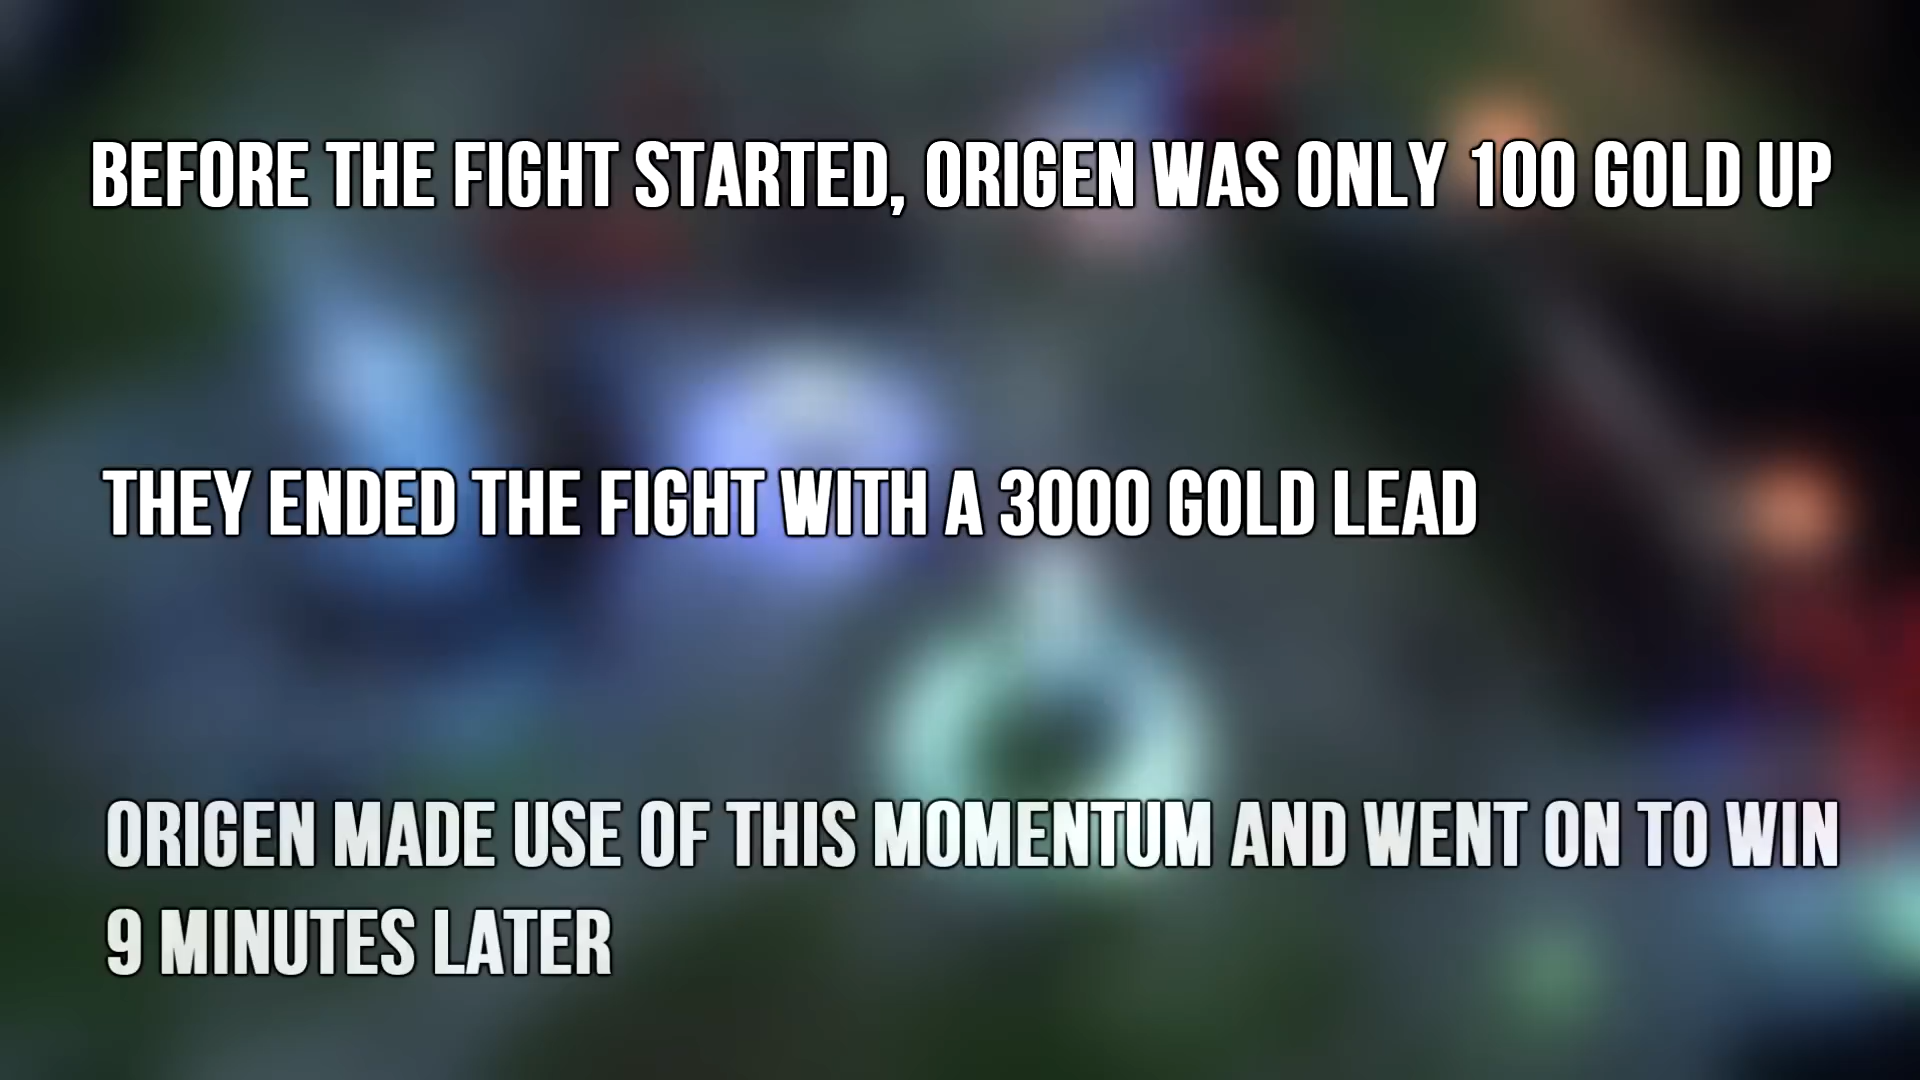 BEFORE THE FIGHT STARTED, ORIGEN WAS ONLY 100 GOLD UP
THEY ENDED THE FIGHT WITH A 3000 GOLD LEAD
ORIGEN MADE USE OF THIS MOMENTUM AND WENT ON TO WIN
9 MINUTES LATER